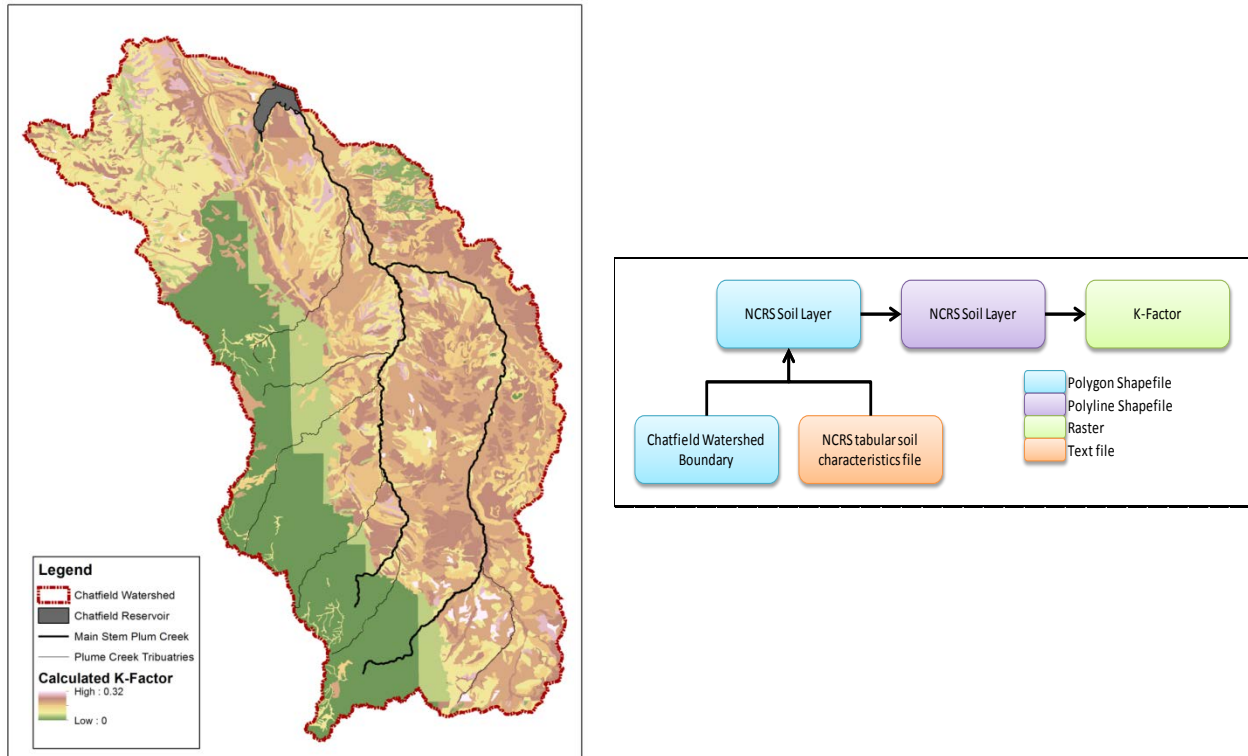 Legend
Chatfield Watershed
Chatfield Reservoir
Main Stem Plum Creek
Plume Creek Tributaries
Calculated K-Factor
High : 0.32
Low : 0
NCRS Soil Layer
NCRS Soil Layer
K-Factor
Chatfield Watershed
Boundary
NCRS tabular soil
characteristics file
Polygon Shapefile
Polyline Shapefile
Raster
Text file